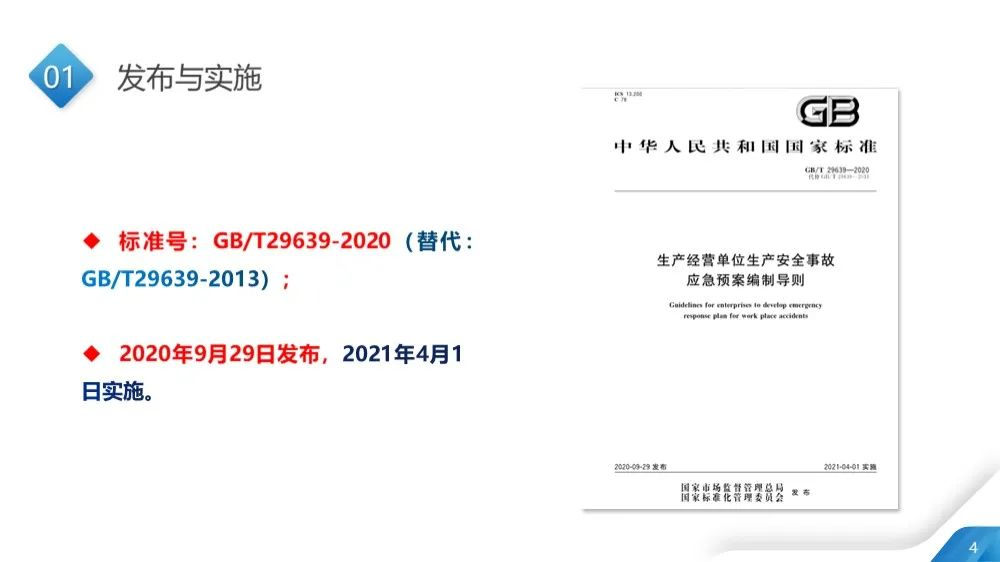 01 发布与实施
◆ 标准号：GB/T29639-2020（替代：
GB/T29639-2013）；
◆ 2020年9月29日发布，2021年4月1
日实施。
ICS 13.200
C 78
GB
中华人民共和国国家标准
GB/T 29639—2020
代替 GB/T 29639—2013
生产经营单位生产安全事故
应急预案编制导则
Guidelines for enterprises to develop emergency
response plan for work place accidents
2020-09-29 发布
2021-04-01 实施
国家市场监督管理总局
国家标准化管理委员会
发布
4